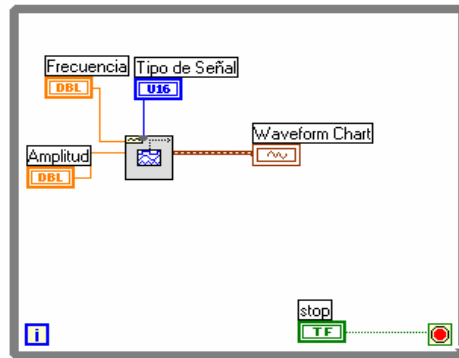 Frecuencia Tipo de Señal
DBL U16
Waveform Chart
Amplitud
DBL
stop
TF
i